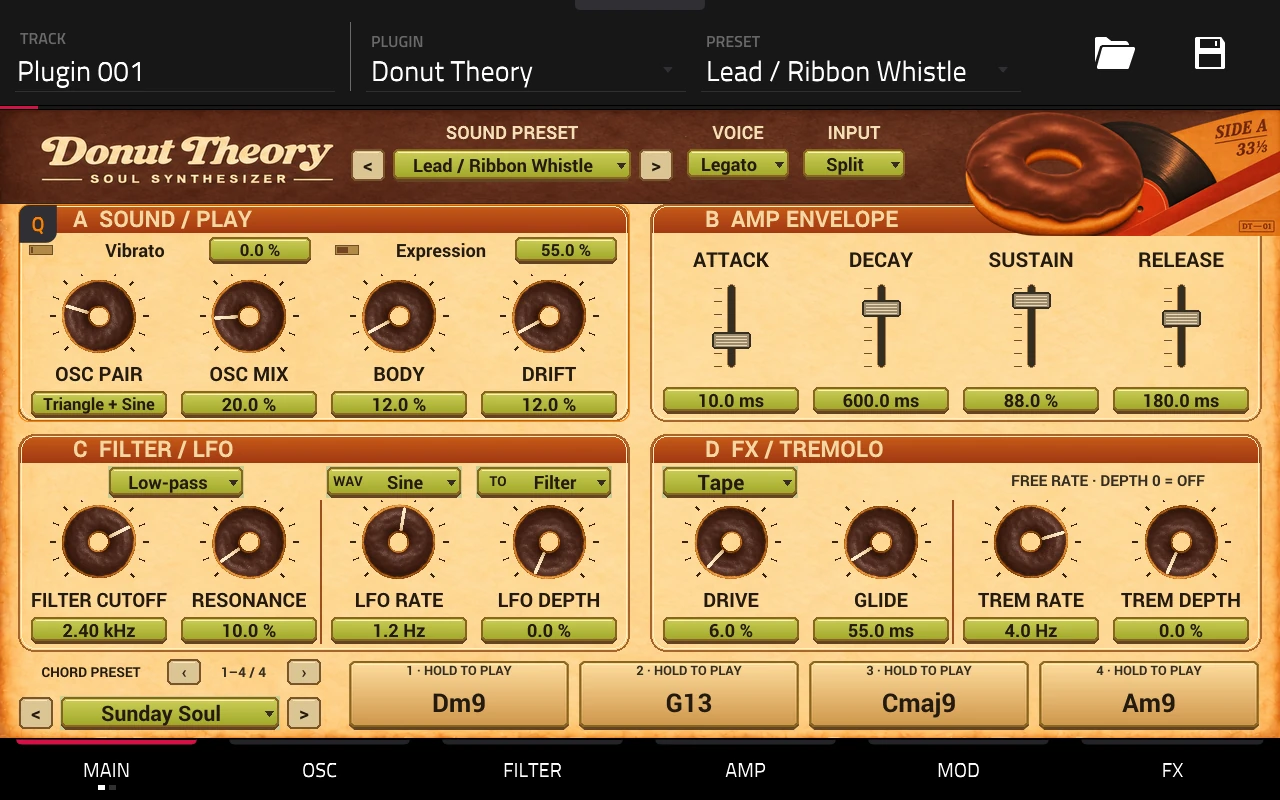 TRACK
Plugin 001
PLUGIN
Donut Theory
PRESET
Lead / Ribbon Whistle
Donut Theory
SOUL SYNTHESIZER
SOUND PRESET
< Lead / Ribbon Whistle >
VOICE
Legato
INPUT
Split
SIDE A
33⅓
DT—01
Q
A SOUND / PLAY
Vibrato 0.0 % Expression 55.0 %
OSC PAIR OSC MIX BODY DRIFT
Triangle + Sine 20.0 % 12.0 % 12.0 %
B AMP ENVELOPE
ATTACK DECAY SUSTAIN RELEASE
10.0 ms 600.0 ms 88.0 % 180.0 ms
C FILTER / LFO
Low-pass WAV Sine TO Filter
FILTER CUTOFF RESONANCE LFO RATE LFO DEPTH
2.40 kHz 10.0 % 1.2 Hz 0.0 %
D FX / TREMOLO
Tape FREE RATE · DEPTH 0 = OFF
DRIVE GLIDE TREM RATE TREM DEPTH
6.0 % 55.0 ms 4.0 Hz 0.0 %
CHORD PRESET ‹ 1–4 / 4 ›
< Sunday Soul >
1 · HOLD TO PLAY
Dm9
2 · HOLD TO PLAY
G13
3 · HOLD TO PLAY
Cmaj9
4 · HOLD TO PLAY
Am9
MAIN OSC FILTER AMP MOD FX